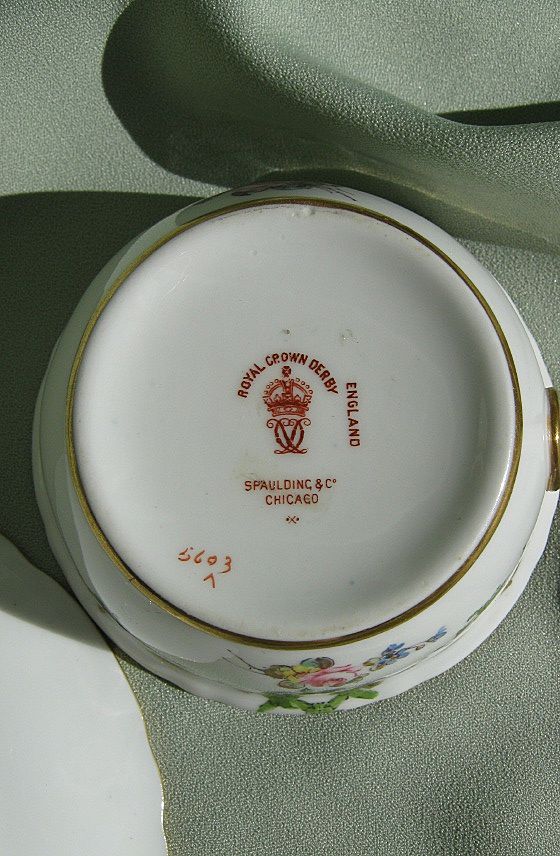 ROYAL CROWN DERBY
ENGLAND
SPAULDING & Cº
CHICAGO
5603